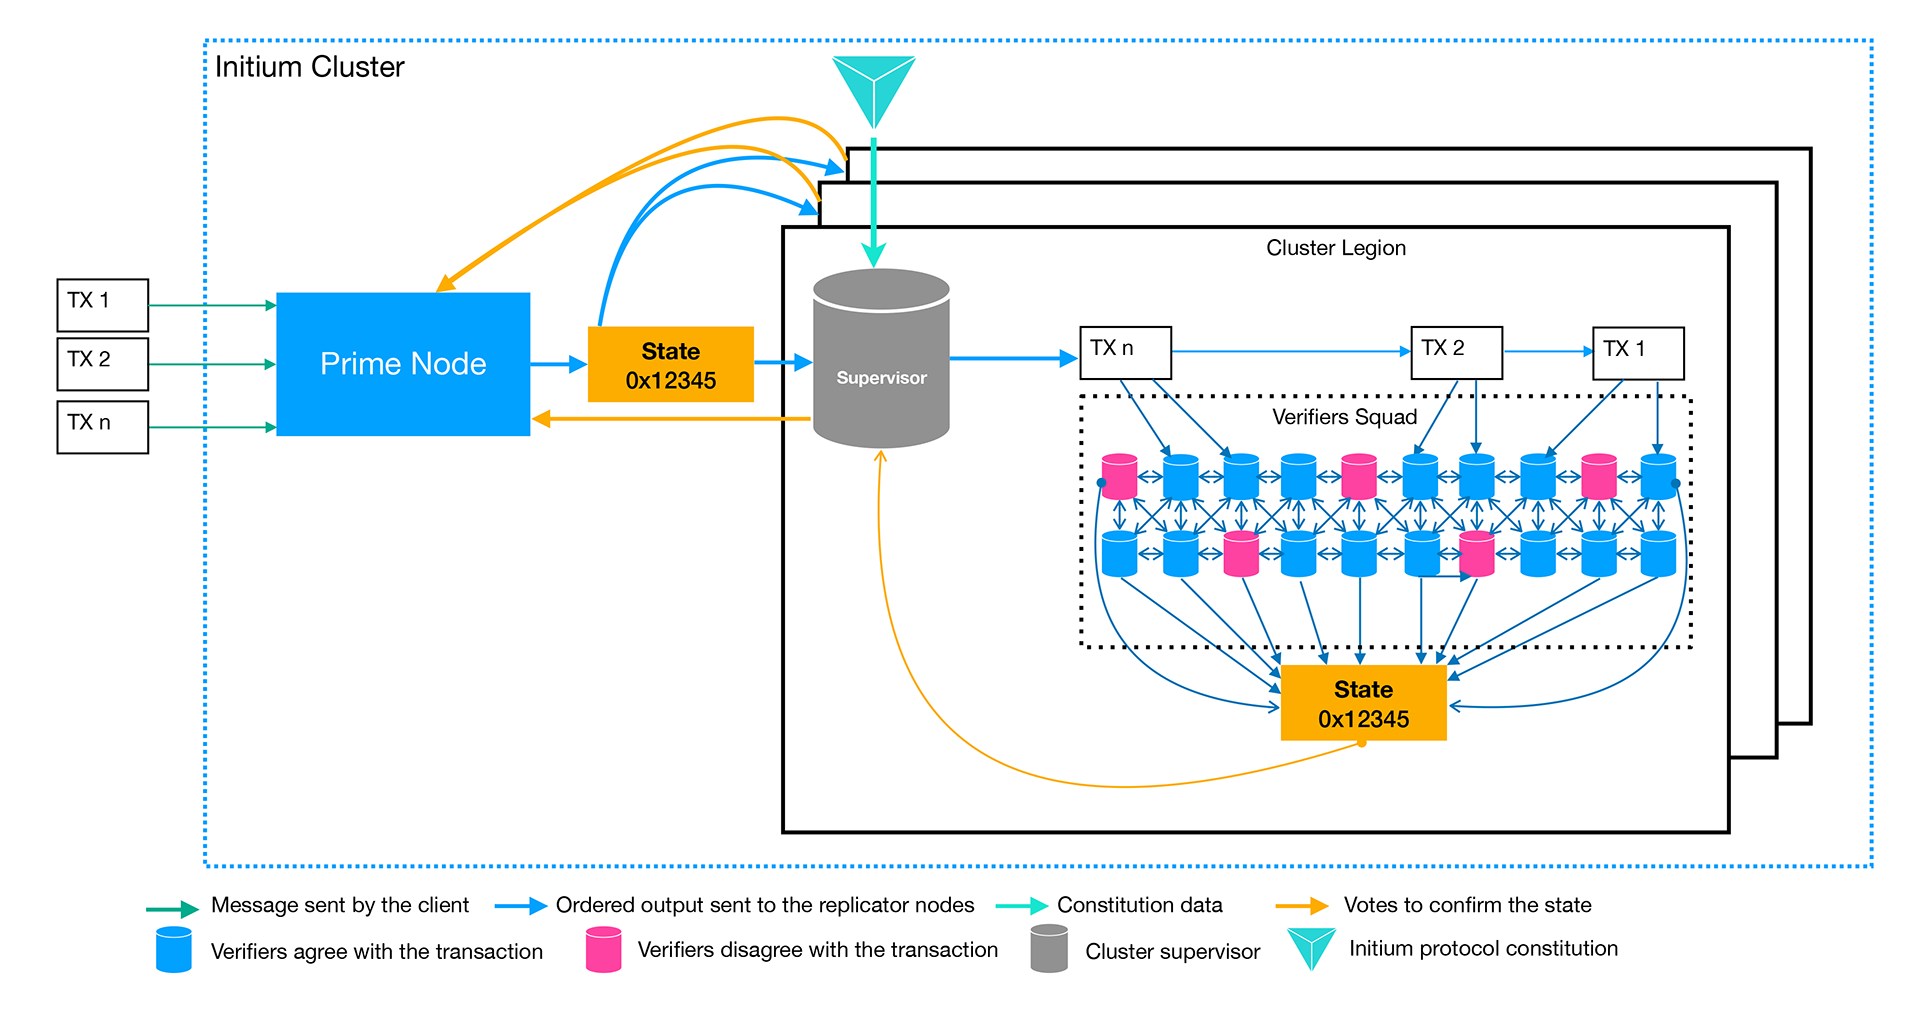 Initium Cluster
Cluster Legion
TX 1
TX 2
TX n
Prime Node
State
0x12345
Supervisor
TX n
TX 2
TX 1
Verifiers Squad
State
0x12345
Message sent by the client
Ordered output sent to the replicator nodes
Constitution data
Votes to confirm the state
Verifiers agree with the transaction
Verifiers disagree with the transaction
Cluster supervisor
Initium protocol constitution